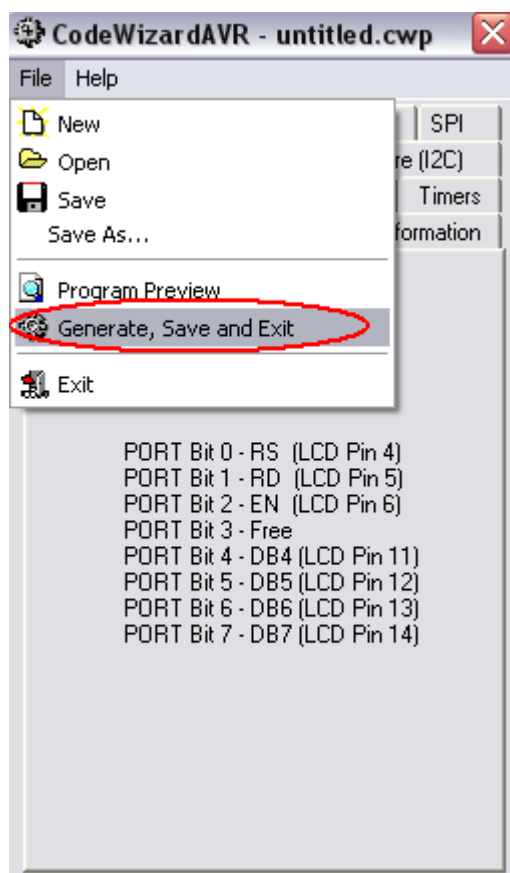 CodeWizardAVR - untitled.cwp
File Help
New
Open
Save
Save As...
Program Preview
Generate, Save and Exit
Exit
SPI
(I2C)
Timers
PORT Bit 0 - RS (LCD Pin 4)
PORT Bit 1 - RD (LCD Pin 5)
PORT Bit 2 - EN (LCD Pin 6)
PORT Bit 3 - Free
PORT Bit 4 - DB4 (LCD Pin 11)
PORT Bit 5 - DB5 (LCD Pin 12)
PORT Bit 6 - DB6 (LCD Pin 13)
PORT Bit 7 - DB7 (LCD Pin 14)